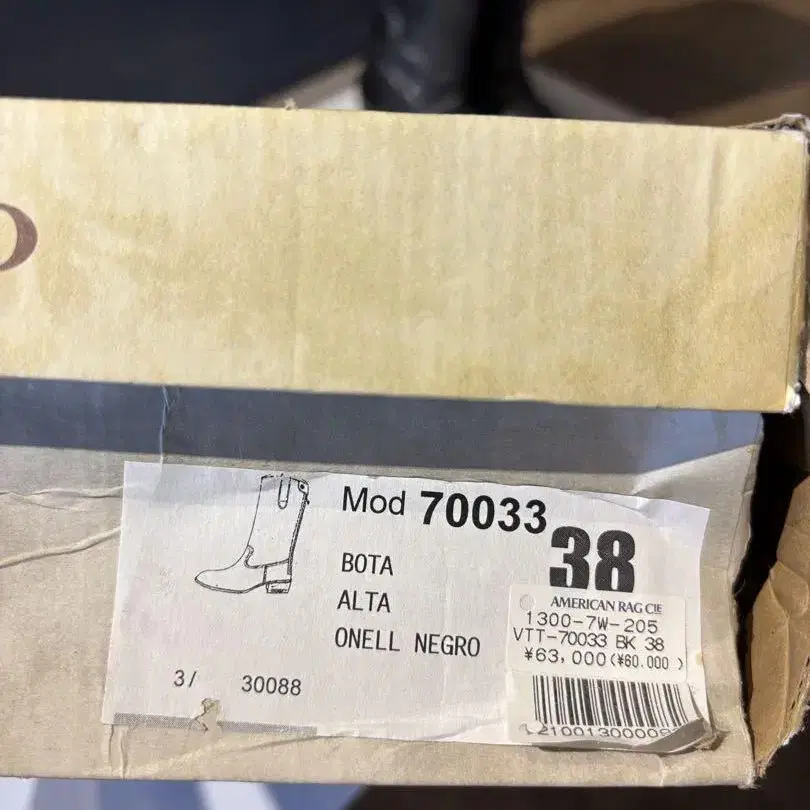 O
Mod 70033
38
BOTA
ALTA
ONELL NEGRO
3/ 30088
AMERICAN RAG CIE
1300-7W-205
VTT-70033 BK 38
¥63,000(¥60.000)